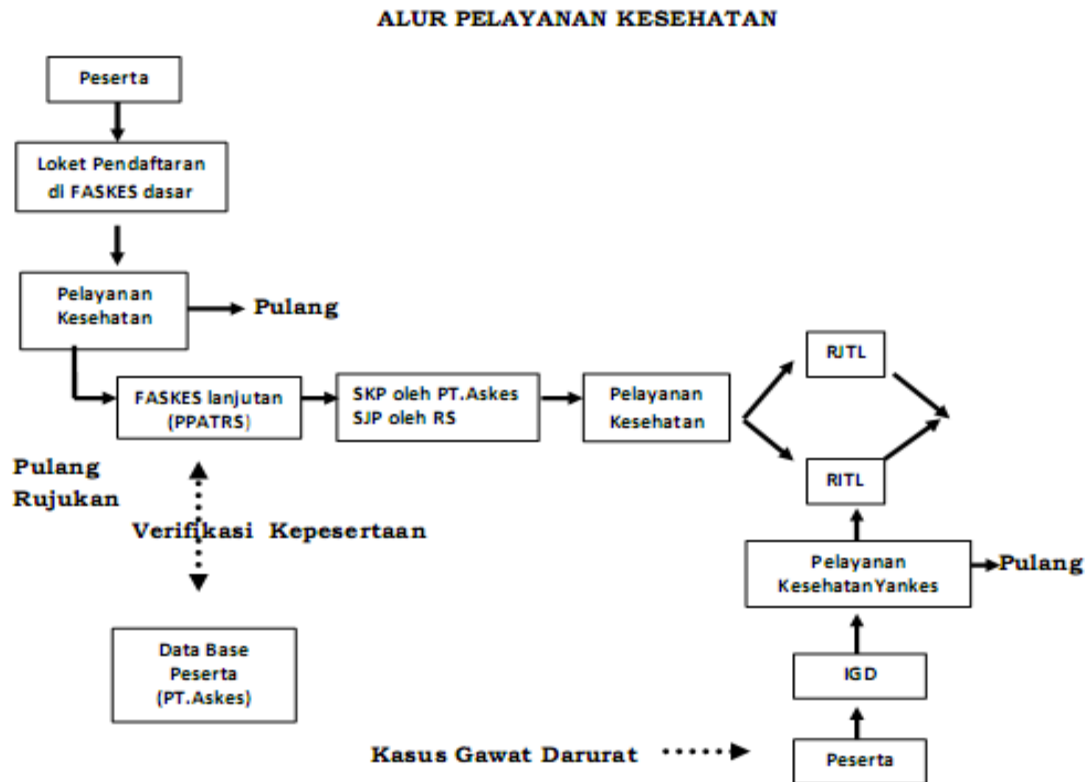 ALUR PELAYANAN KESEHATAN
Peserta
Loket Pendaftaran
di FASKES dasar
Pelayanan
Kesehatan
Pulang
FASKES lanjutan
(PPATRS)
SKP oleh PT.Askes
SJP oleh RS
Pelayanan
Kesehatan
RJTL
RITL
Pulang
Rujukan
Verifikasi Kepesertaan
Data Base
Peserta
(PT.Askes)
Pelayanan
KesehatanYankes
Pulang
IGD
Kasus Gawat Darurat
Peserta